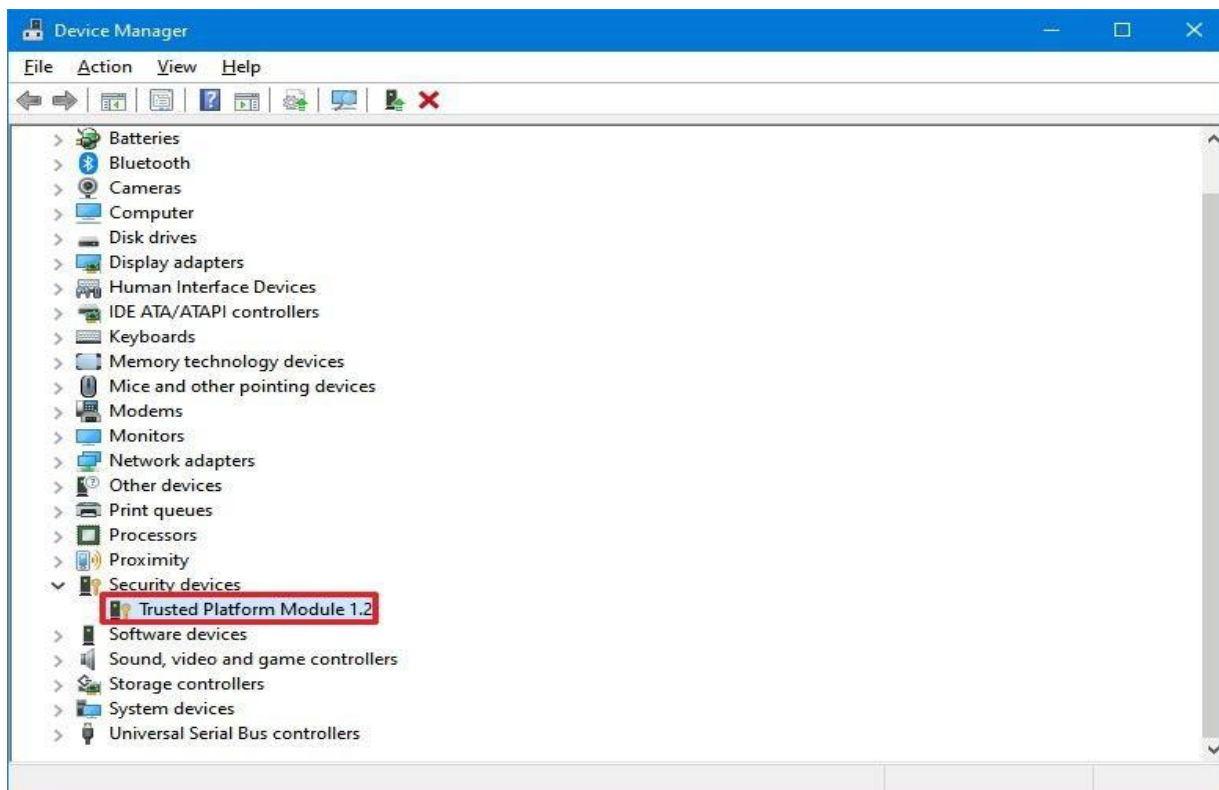 Device Manager
File Action View Help
Batteries
Bluetooth
Cameras
Computer
Disk drives
Display adapters
Human Interface Devices
IDE ATA/ATAPI controllers
Keyboards
Memory technology devices
Mice and other pointing devices
Modems
Monitors
Network adapters
Other devices
Print queues
Processors
Proximity
Security devices
Trusted Platform Module 1.2
Software devices
Sound, video and game controllers
Storage controllers
System devices
Universal Serial Bus controllers